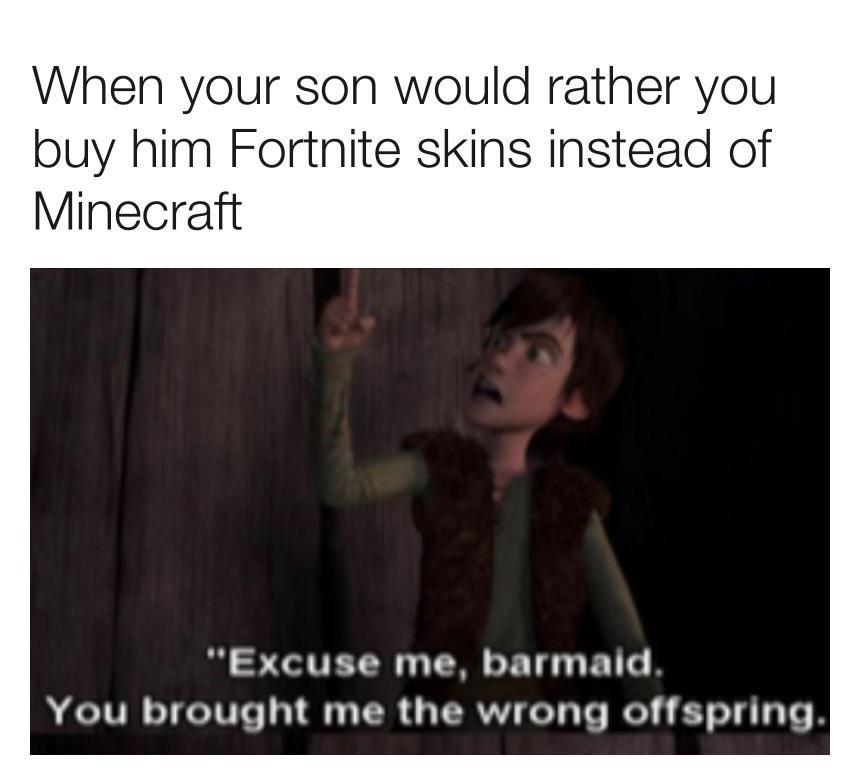 When your son would rather you
buy him Fortnite skins instead of
Minecraft
"Excuse me, barmaid.
You brought me the wrong offspring.